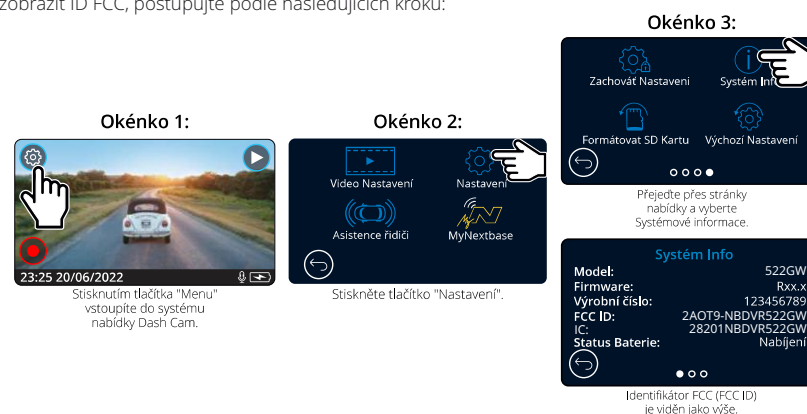 zobrazit ID FCC, postupujte podle následujících kroků:
Okénko 1:
23:25 20/06/2022
Stisknutím tlačítka "Menu"
vstoupíte do systému
nabídky Dash Cam.
Okénko 2:
Video Nastavení
Nastavení
Asistence řidiči
MyNextbase
Stiskněte tlačítko "Nastavení".
Okénko 3:
Zachovát Nastaveni
Systém Info
Formátovat SD Kartu
Výchozí Nastavení
Přejeďte přes stránky
nabídky a vyberte
Systémové informace.
Systém Info
Model: 522GW
Firmware: Rxx.x
Výrobní číslo: 123456789
FCC ID: 2AOT9-NBDVR522GW
IC: 28201NBDVR522GW
Status Baterie: Nabíjení
Identifikátor FCC (FCC ID)
je viděn jako výše.